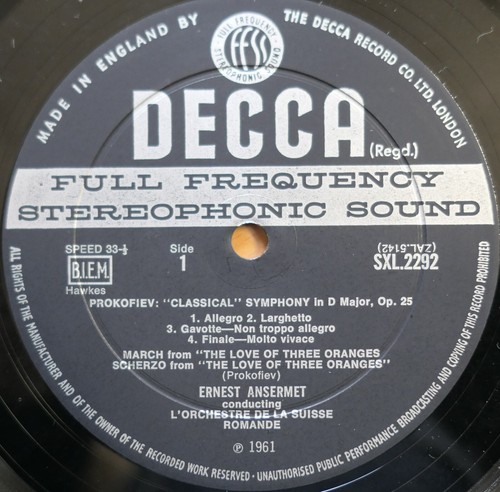 MADE IN ENGLAND BY THE DECCA RECORD CO. LTD. LONDON
FULL FREQUENCY
ffss
STEREOPHONIC SOUND
DECCA (Regd.)
FULL FREQUENCY
STEREOPHONIC SOUND
SPEED 33⅓ Side (ZAL.5142)
B.I.E.M. 1 SXL.2292
Hawkes
PROKOFIEV: "CLASSICAL" SYMPHONY in D Major, Op. 25
1. Allegro 2. Larghetto
3. Gavotte—Non troppo allegro
4. Finale—Molto vivace
MARCH from "THE LOVE OF THREE ORANGES
SCHERZO from "THE LOVE OF THREE ORANGES"
(Prokofiev)
ERNEST ANSERMET
conducting
L'ORCHESTRE DE LA SUISSE
ROMANDE
℗ 1961
ALL RIGHTS OF THE MANUFACTURER AND OF THE OWNER OF THE RECORDED WORK RESERVED · UNAUTHORISED PUBLIC PERFORMANCE BROADCASTING AND COPYING OF THIS RECORD PROHIBITED